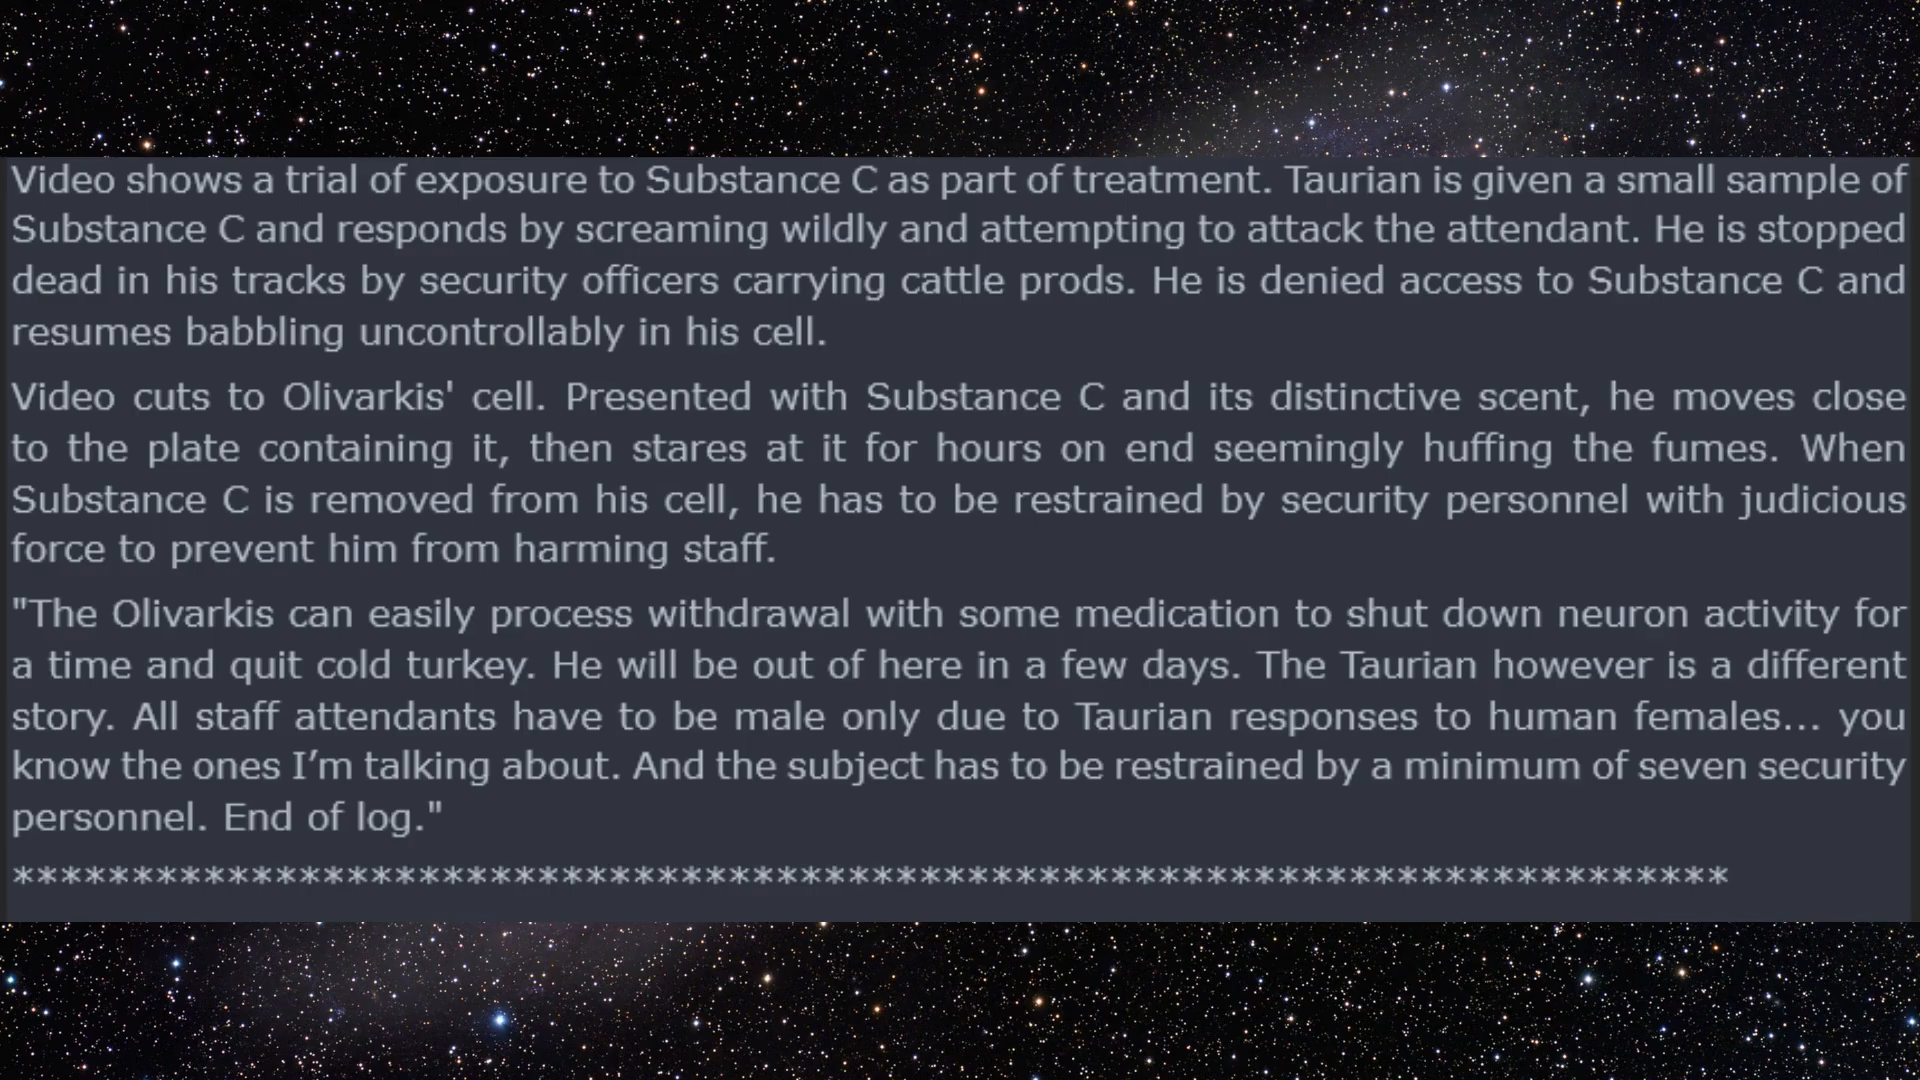 Video shows a trial of exposure to Substance C as part of treatment. Taurian is given a small sample of
Substance C and responds by screaming wildly and attempting to attack the attendant. He is stopped
dead in his tracks by security officers carrying cattle prods. He is denied access to Substance C and
resumes babbling uncontrollably in his cell.
Video cuts to Olivarkis' cell. Presented with Substance C and its distinctive scent, he moves close
to the plate containing it, then stares at it for hours on end seemingly huffing the fumes. When
Substance C is removed from his cell, he has to be restrained by security personnel with judicious
force to prevent him from harming staff.
"The Olivarkis can easily process withdrawal with some medication to shut down neuron activity for
a time and quit cold turkey. He will be out of here in a few days. The Taurian however is a different
story. All staff attendants have to be male only due to Taurian responses to human females... you
know the ones I’m talking about. And the subject has to be restrained by a minimum of seven security
personnel. End of log."
************************************************************************